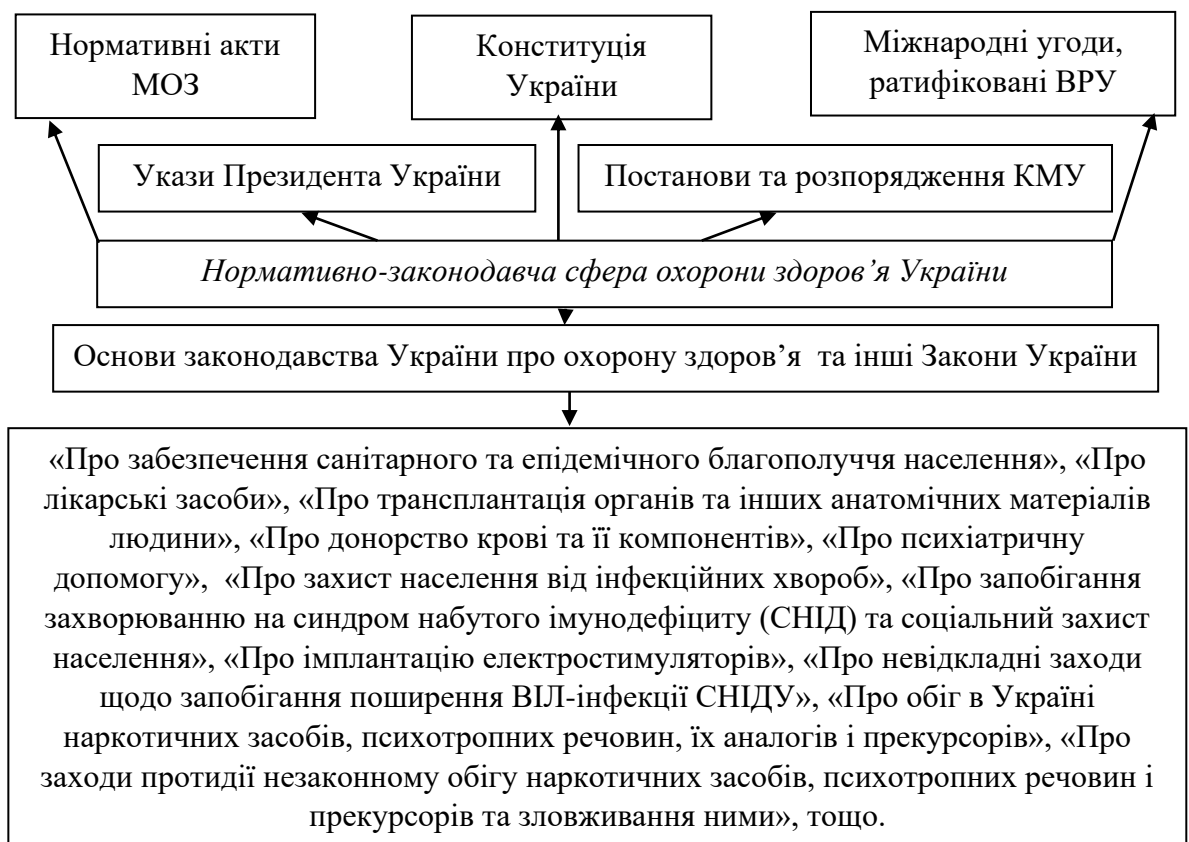 Нормативні акти
МОЗ
Конституція
України
Міжнародні угоди,
ратифіковані ВРУ
Укази Президента України
Постанови та розпорядження КМУ
Нормативно-законодавча сфера охорони здоров’я України
Основи законодавства України про охорону здоров’я та інші Закони України
«Про забезпечення санітарного та епідемічного благополуччя населення», «Про
лікарські засоби», «Про трансплантація органів та інших анатомічних матеріалів
людини», «Про донорство крові та її компонентів», «Про психіатричну
допомогу», «Про захист населення від інфекційних хвороб», «Про запобігання
захворюванню на синдром набутого імунодефіциту (СНІД) та соціальний захист
населення», «Про імплантацію електростимуляторів», «Про невідкладні заходи
щодо запобігання поширення ВІЛ-інфекції СНІДУ», «Про обіг в Україні
наркотичних засобів, психотропних речовин, їх аналогів і прекурсорів», «Про
заходи протидії незаконному обігу наркотичних засобів, психотропних речовин і
прекурсорів та зловживання ними», тощо.